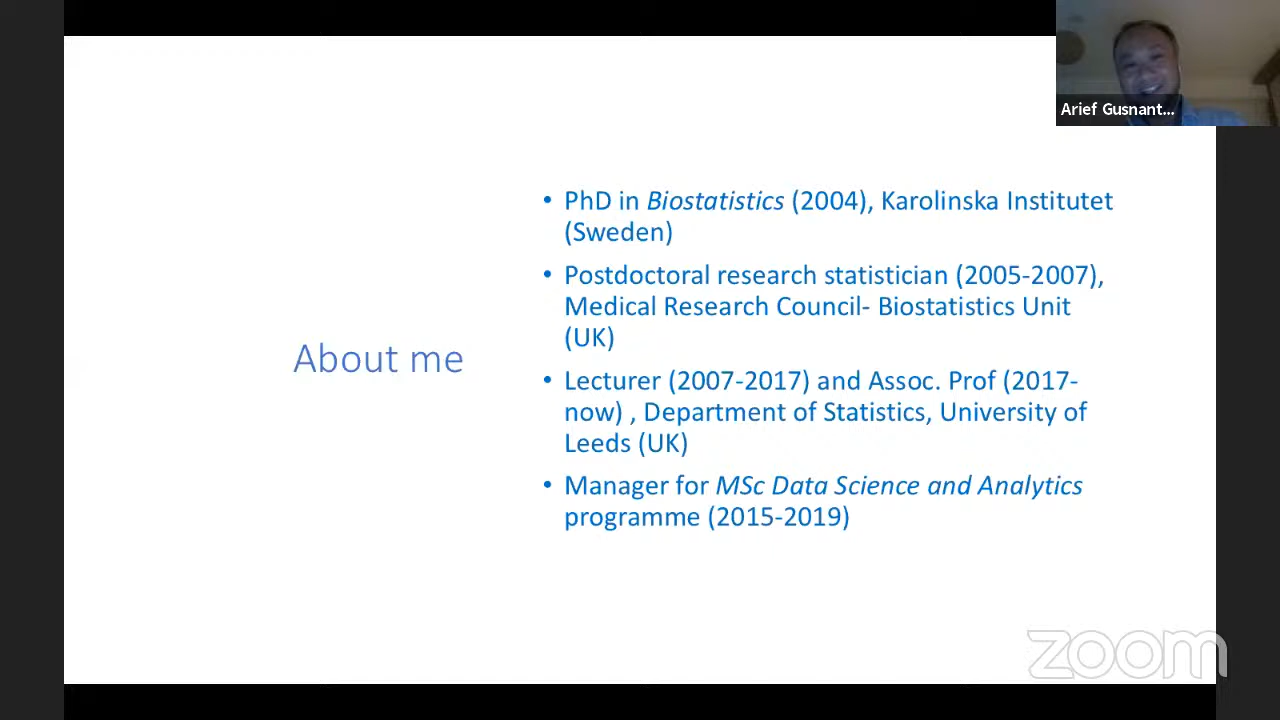 Arief Gusnant...
• PhD in Biostatistics (2004), Karolinska Institutet
(Sweden)
• Postdoctoral research statistician (2005-2007),
Medical Research Council- Biostatistics Unit
(UK)
About me
• Lecturer (2007-2017) and Assoc. Prof (2017-
now) , Department of Statistics, University of
Leeds (UK)
• Manager for MSc Data Science and Analytics
programme (2015-2019)
zoom